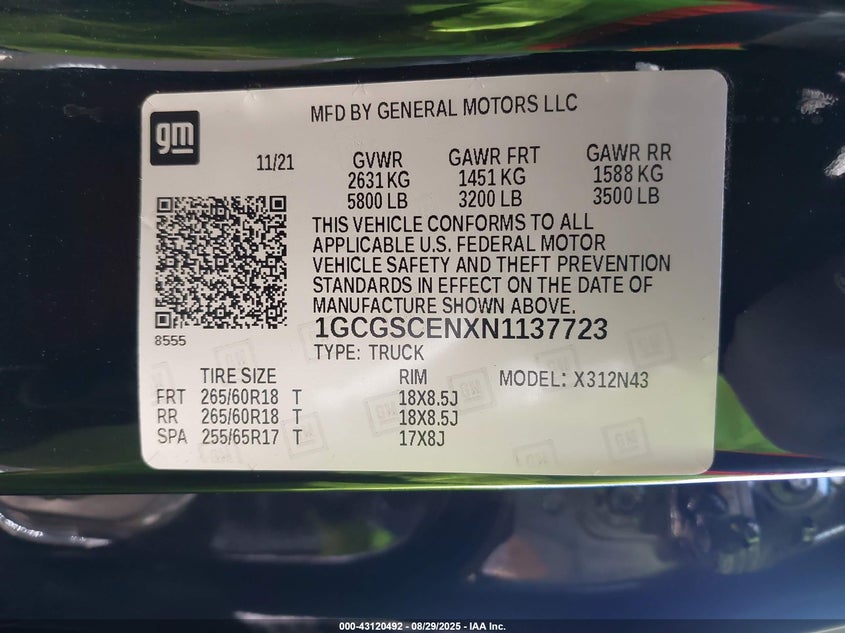 MFD BY GENERAL MOTORS LLC
gm
11/21 GVWR GAWR FRT GAWR RR
2631 KG 1451 KG 1588 KG
5800 LB 3200 LB 3500 LB
THIS VEHICLE CONFORMS TO ALL
APPLICABLE U.S. FEDERAL MOTOR
VEHICLE SAFETY AND THEFT PREVENTION
STANDARDS IN EFFECT ON THE DATE OF
MANUFACTURE SHOWN ABOVE.
1GCGSCENXN1137723
8555
TYPE: TRUCK
TIRE SIZE RIM MODEL: X312N43
FRT 265/60R18 T 18X8.5J
RR 265/60R18 T 18X8.5J
SPA 255/65R17 T 17X8J
000-43120492 - 08/29/2025 - IAA Inc.